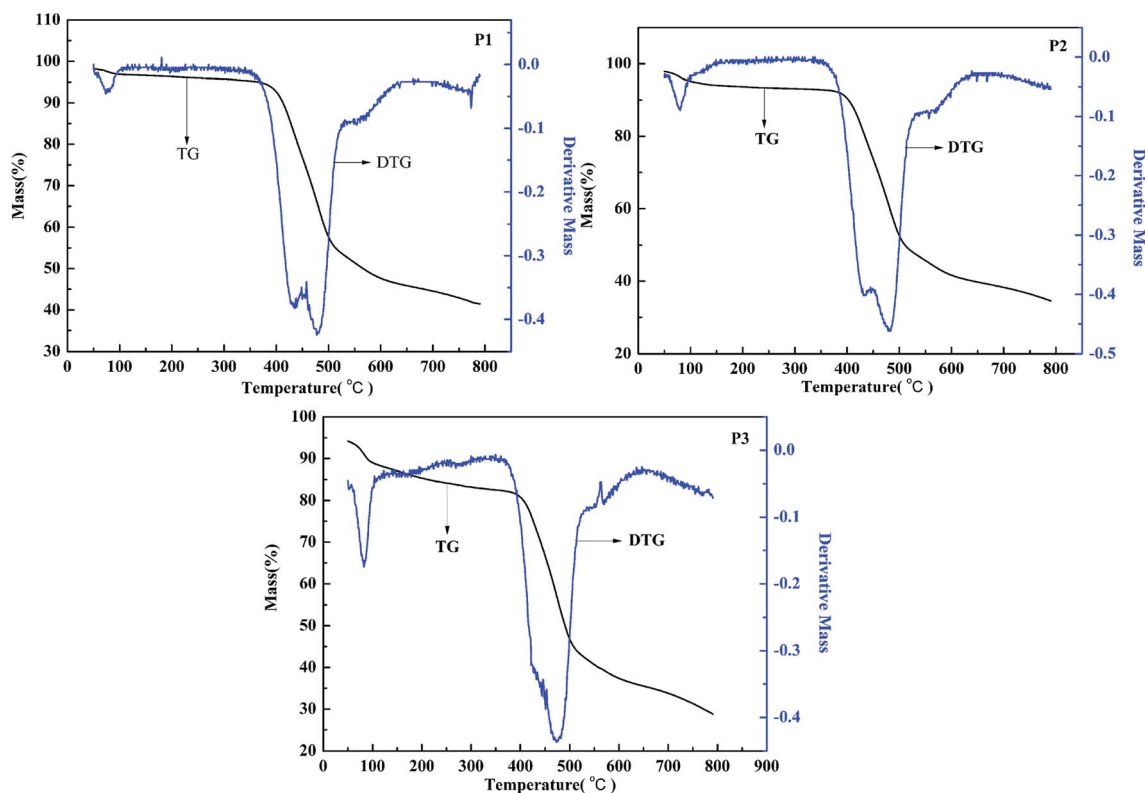 P1
110
100
90
80
70
60
50
40
30
Mass(%)
TG
DTG
0.0
-0.1
-0.2
-0.3
-0.4
Derivative Mass
0 100 200 300 400 500 600 700 800
Temperature(℃)
P2
100
80
60
40
20
Mass(%)
TG
DTG
0.0
-0.1
-0.2
-0.3
-0.4
-0.5
Derivative Mass
0 100 200 300 400 500 600 700 800
Temperature(℃)
P3
100
90
80
70
60
50
40
30
20
Mass(%)
TG
DTG
0.0
-0.1
-0.2
-0.3
-0.4
Derivative Mass
0 100 200 300 400 500 600 700 800 900
Temperature(℃)